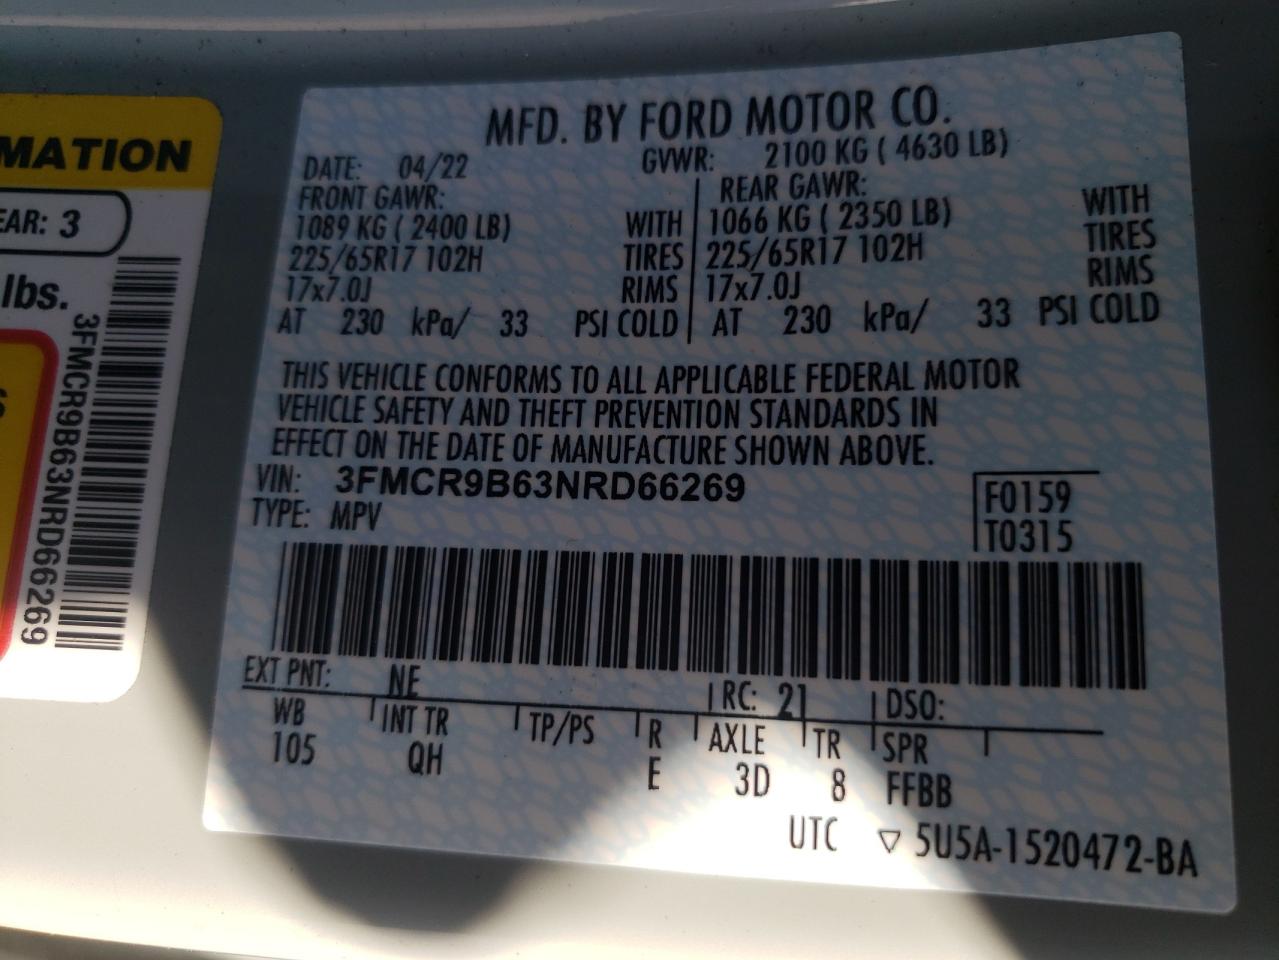 MATION
EAR: 3
lbs.
3FMCR9B63NRD66269
MFD. BY FORD MOTOR CO.
DATE: 04/22 GVWR: 2100 KG ( 4630 LB)
FRONT GAWR: REAR GAWR:
1089 KG ( 2400 LB) WITH 1066 KG ( 2350 LB) WITH
225/65R17 102H TIRES 225/65R17 102H TIRES
17x7.0J RIMS 17x7.0J RIMS
AT 230 kPa/ 33 PSI COLD AT 230 kPa/ 33 PSI COLD
THIS VEHICLE CONFORMS TO ALL APPLICABLE FEDERAL MOTOR
VEHICLE SAFETY AND THEFT PREVENTION STANDARDS IN
EFFECT ON THE DATE OF MANUFACTURE SHOWN ABOVE.
VIN: 3FMCR9B63NRD66269
TYPE: MPV
F0159
T0315
EXT PNT: NE RC: 21 DSO:
WB INT TR TP/PS R AXLE TR SPR
105 QH E 3D 8 FFBB
UTC ▽ 5U5A-1520472-BA